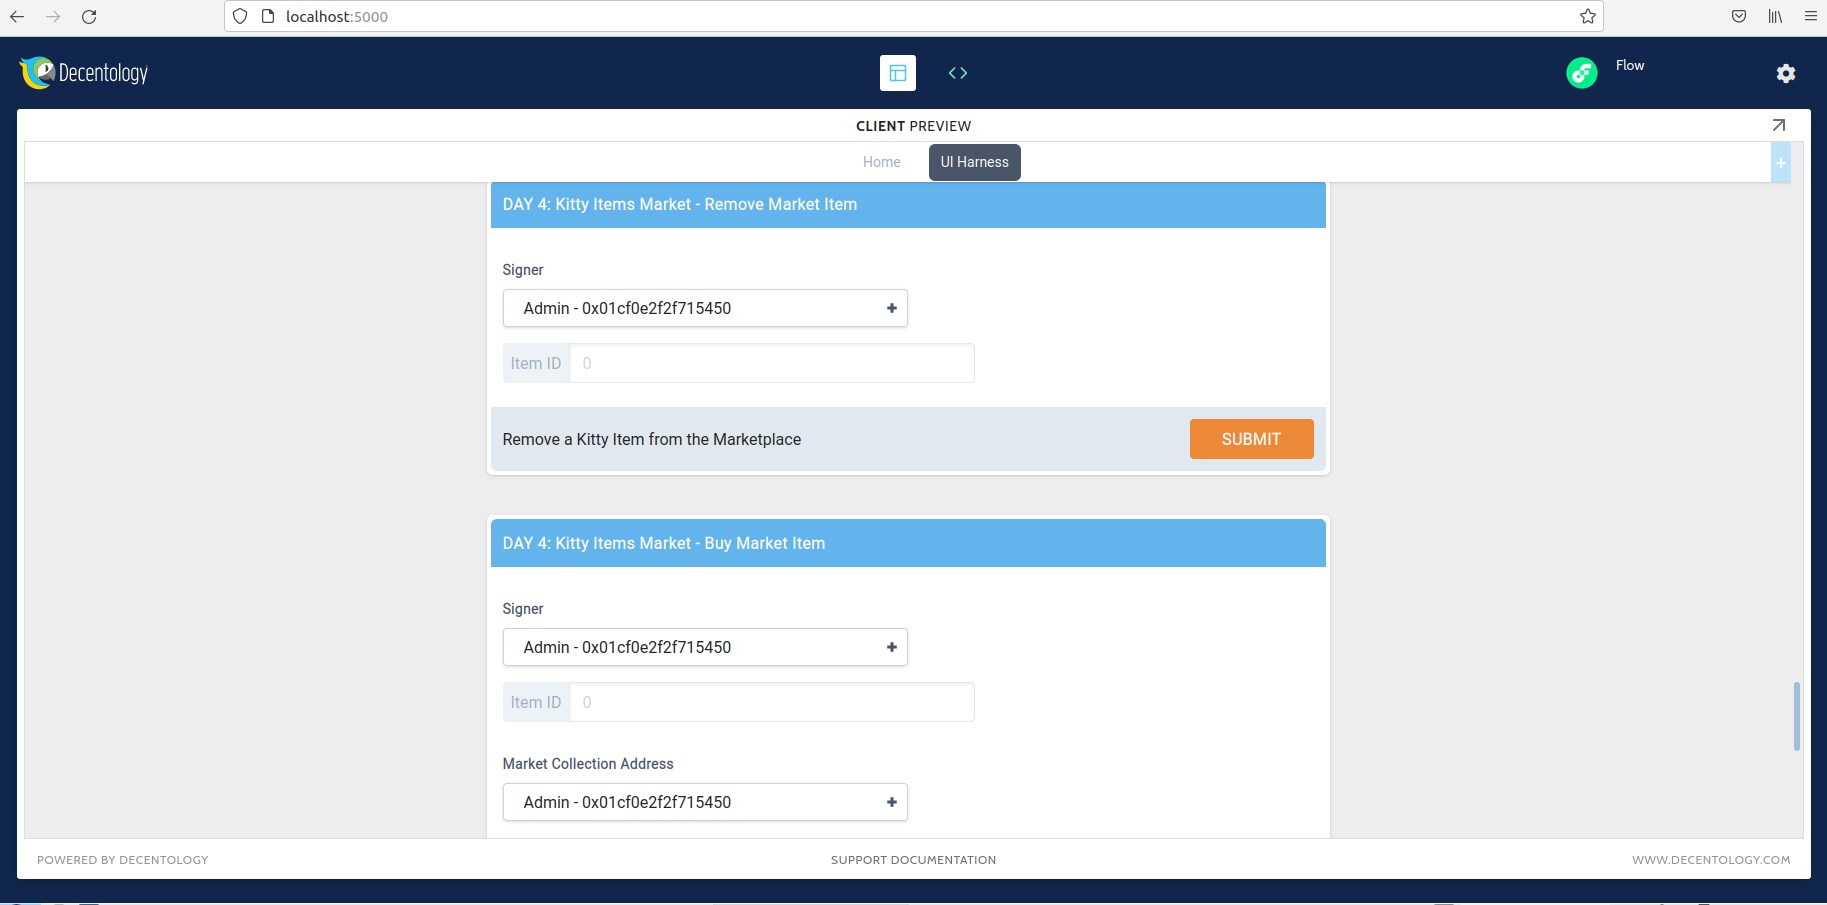 localhost:5000
Decentology
Flow
CLIENT PREVIEW
Home
UI Harness
+
DAY 4: Kitty Items Market - Remove Market Item
Signer
Admin - 0x01cf0e2f2f715450
Item ID 0
Remove a Kitty Item from the Marketplace
SUBMIT
DAY 4: Kitty Items Market - Buy Market Item
Signer
Admin - 0x01cf0e2f2f715450
Item ID 0
Market Collection Address
Admin - 0x01cf0e2f2f715450
POWERED BY DECENTOLOGY
SUPPORT DOCUMENTATION
WWW.DECENTOLOGY.COM